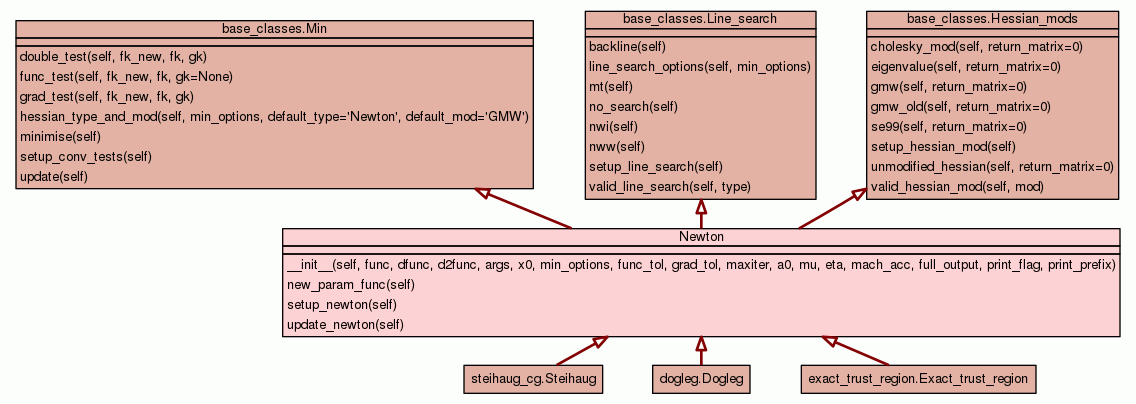 base_classes.Min
double_test(self, fk_new, fk, gk)
func_test(self, fk_new, fk, gk=None)
grad_test(self, fk_new, fk, gk)
hessian_type_and_mod(self, min_options, default_type='Newton', default_mod='GMW')
minimise(self)
setup_conv_tests(self)
update(self)
base_classes.Line_search
backline(self)
line_search_options(self, min_options)
mt(self)
no_search(self)
nwi(self)
nww(self)
setup_line_search(self)
valid_line_search(self, type)
base_classes.Hessian_mods
cholesky_mod(self, return_matrix=0)
eigenvalue(self, return_matrix=0)
gmw(self, return_matrix=0)
gmw_old(self, return_matrix=0)
se99(self, return_matrix=0)
setup_hessian_mod(self)
unmodified_hessian(self, return_matrix=0)
valid_hessian_mod(self, mod)
Newton
__init__(self, func, dfunc, d2func, args, x0, min_options, func_tol, grad_tol, maxiter, a0, mu, eta, mach_acc, full_output, print_flag, print_prefix)
new_param_func(self)
setup_newton(self)
update_newton(self)
steihaug_cg.Steihaug
dogleg.Dogleg
exact_trust_region.Exact_trust_region